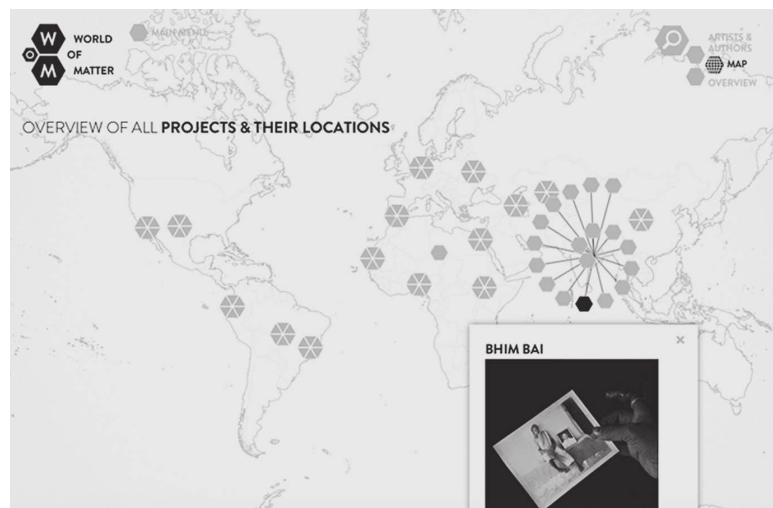 W
M
WORLD
OF
MATTER
MAIN MENU
ARTISTS &
AUTHORS
MAP
OVERVIEW
OVERVIEW OF ALL PROJECTS & THEIR LOCATIONS
BHIM BAI
×